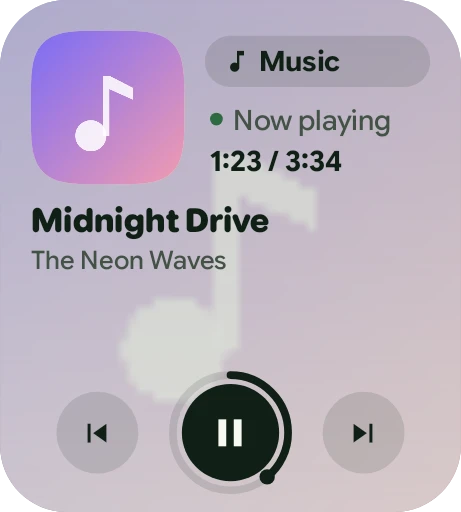 Music
Now playing
1:23 / 3:34
Midnight Drive
The Neon Waves